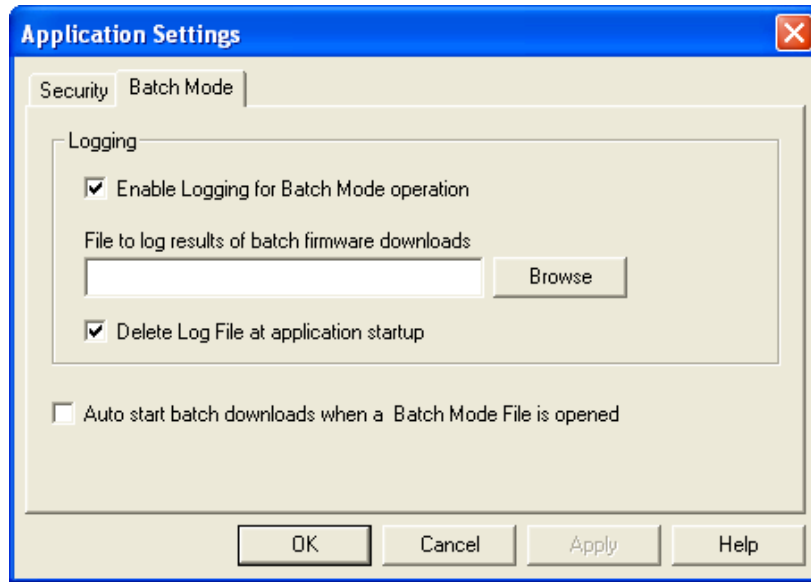 Application Settings
Security Batch Mode
Logging
Enable Logging for Batch Mode operation
File to log results of batch firmware downloads
Browse
Delete Log File at application startup
Auto start batch downloads when a  Batch Mode File is opened
OK Cancel Apply Help